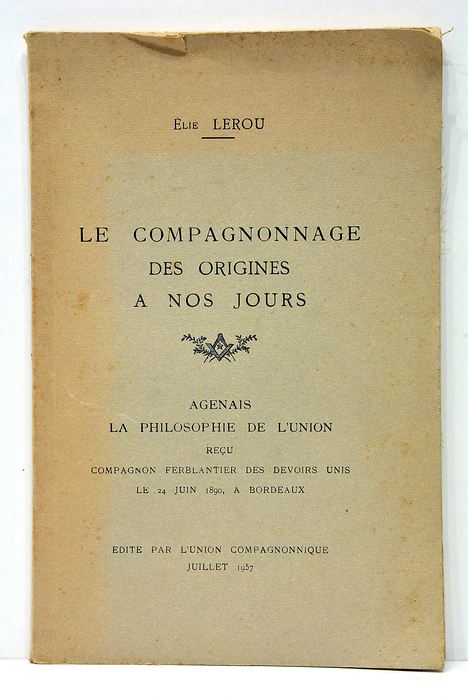 Élie LEROU
LE COMPAGNONNAGE
DES ORIGINES
A NOS JOURS
AGENAIS
LA PHILOSOPHIE DE L'UNION
REÇU
COMPAGNON FERBLANTIER DES DEVOIRS UNIS
LE 24 JUIN 1890, A BORDEAUX
EDITE PAR L'UNION COMPAGNONNIQUE
JUILLET 1957